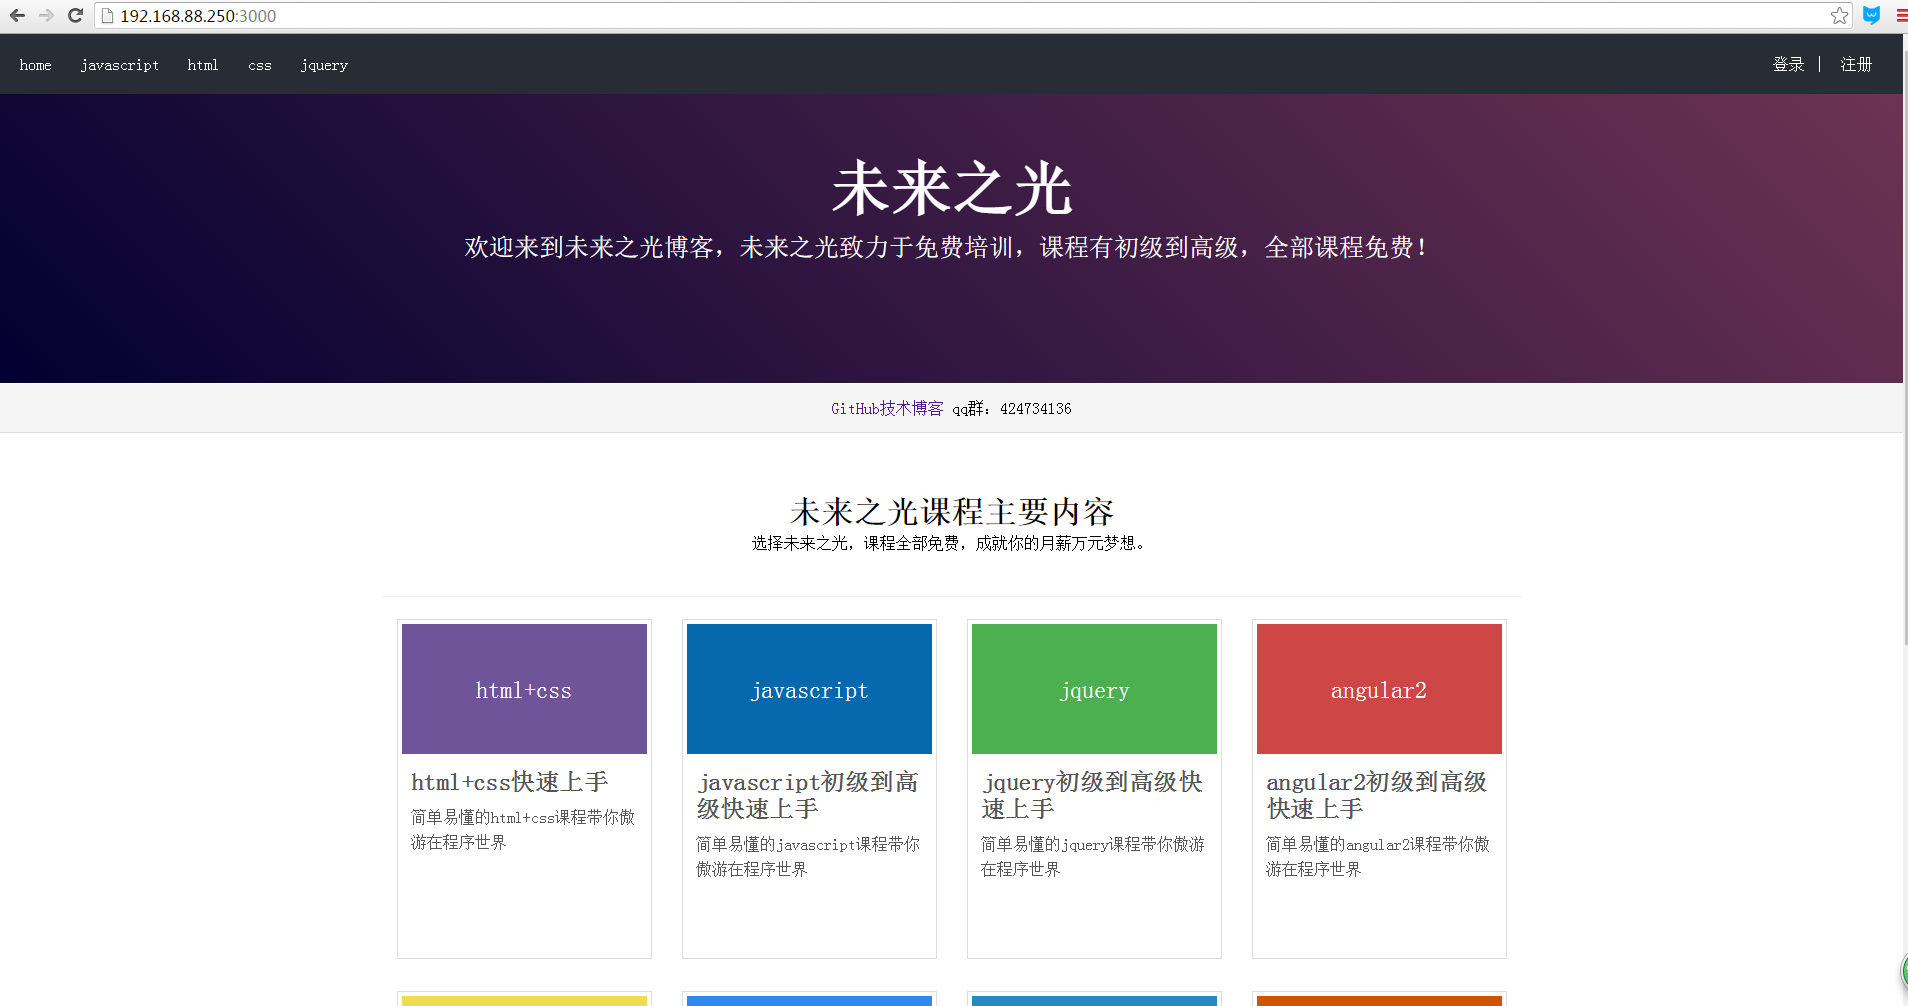 192.168.88.250:3000
home javascript html css jquery 登录 | 注册
未来之光
欢迎来到未来之光博客，未来之光致力于免费培训，课程有初级到高级，全部课程免费！
GitHub技术博客 qq群：424734136
未来之光课程主要内容
选择未来之光，课程全部免费，成就你的月薪万元梦想。
html+css
html+css快速上手
简单易懂的html+css课程带你傲
游在程序世界
javascript
javascript初级到高
级快速上手
简单易懂的javascript课程带你
傲游在程序世界
jquery
jquery初级到高级快
速上手
简单易懂的jquery课程带你傲游
在程序世界
angular2
angular2初级到高级
快速上手
简单易懂的angular2课程带你傲
游在程序世界